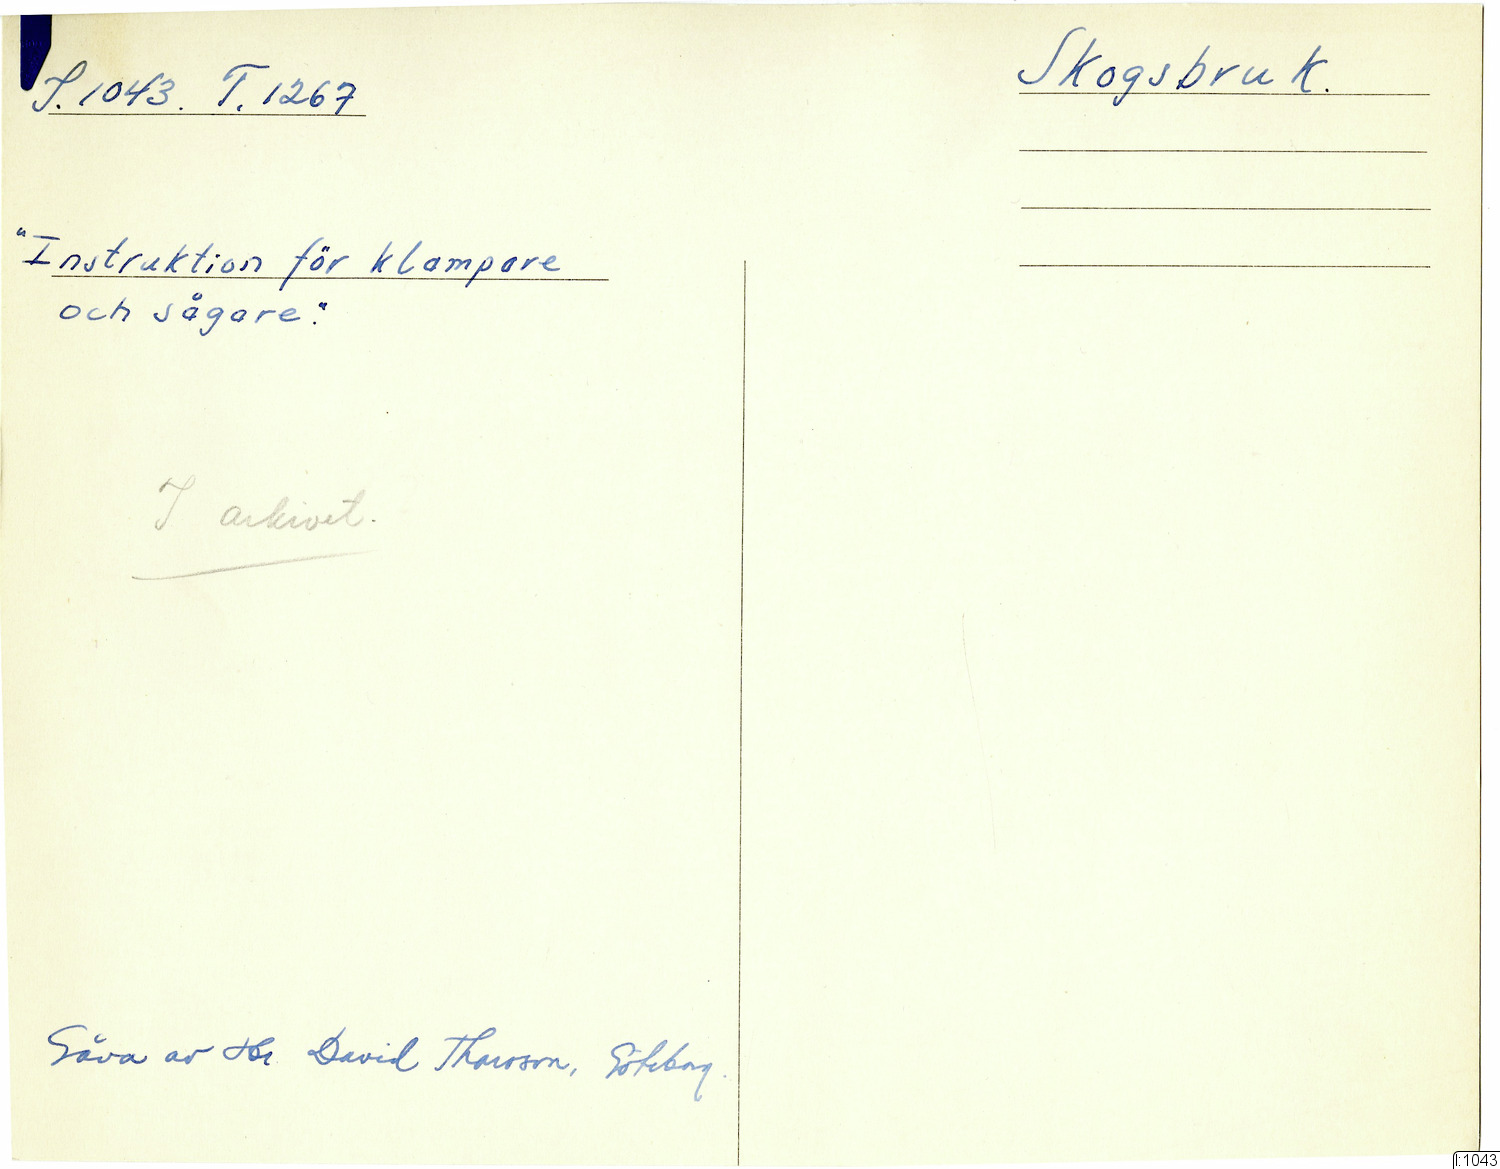 I.1043. T.1267
Skogsbruk.
"Instruktion för klampare
och sågare."
I arkivet.
Gåva av Hr. David Thorsson, Göteborg.
I:1043